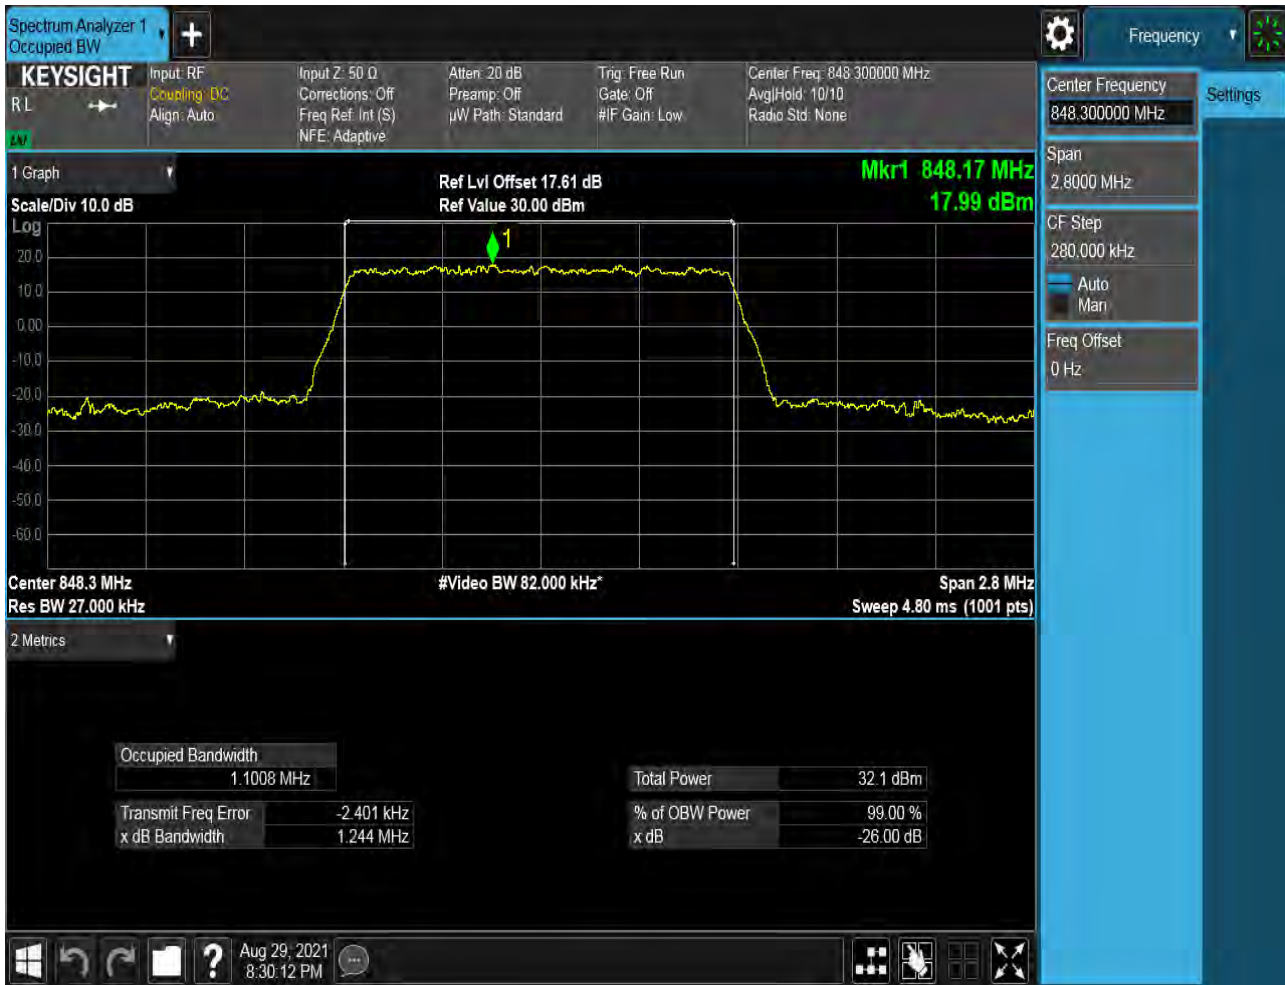 Spectrum Analyzer 1
Occupied BW
Frequency
KEYSIGHT
R L
Input: RF
Coupling: DC
Align: Auto
Input Z: 50 Ω
Corrections: Off
Freq Ref: Int (S)
NFE: Adaptive
Atten: 20 dB
Preamp: Off
µW Path: Standard
Trig: Free Run
Gate: Off
#IF Gain: Low
Center Freq: 848.300000 MHz
Avg|Hold: 10/10
Radio Std: None
Center Frequency
848.300000 MHz
Settings
Span
2.8000 MHz
CF Step
280.000 kHz
Auto
Man
Freq Offset
0 Hz
1 Graph
Scale/Div 10.0 dB
Ref Lvl Offset 17.61 dB
Ref Value 30.00 dBm
Mkr1 848.17 MHz
17.99 dBm
Log
1
20.0
10.0
0.00
-10.0
-20.0
-30.0
-40.0
-50.0
-60.0
Center 848.3 MHz
#Video BW 82.000 kHz*
Span 2.8 MHz
Res BW 27.000 kHz
Sweep 4.80 ms (1001 pts)
2 Metrics
Occupied Bandwidth
1.1008 MHz
Total Power 32.1 dBm
Transmit Freq Error -2.401 kHz
% of OBW Power 99.00 %
x dB Bandwidth 1.244 MHz
x dB -26.00 dB
Aug 29, 2021
8:30:12 PM